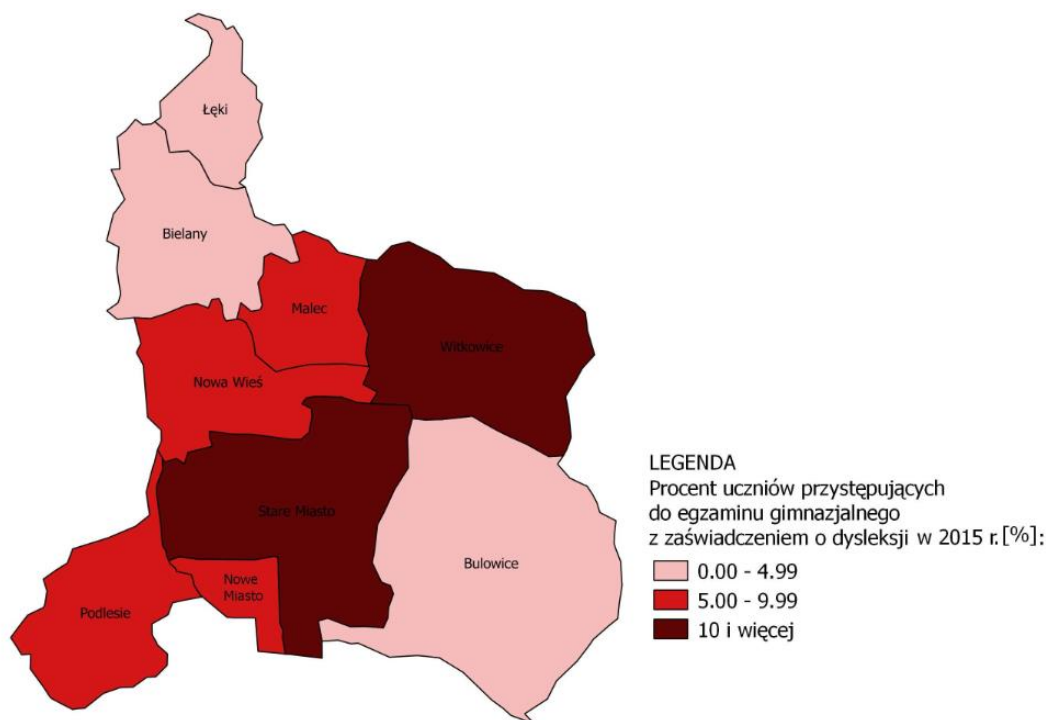 Łęki
Bielany
Malec
Witkowice
Nowa Wieś
Stare Miasto
Bulowice
Nowe
Miasto
Podlesie
LEGENDA
Procent uczniów przystępujących
do egzaminu gimnazjalnego
z zaświadczeniem o dysleksji w 2015 r. [%]:
0.00 - 4.99
5.00 - 9.99
10 i więcej